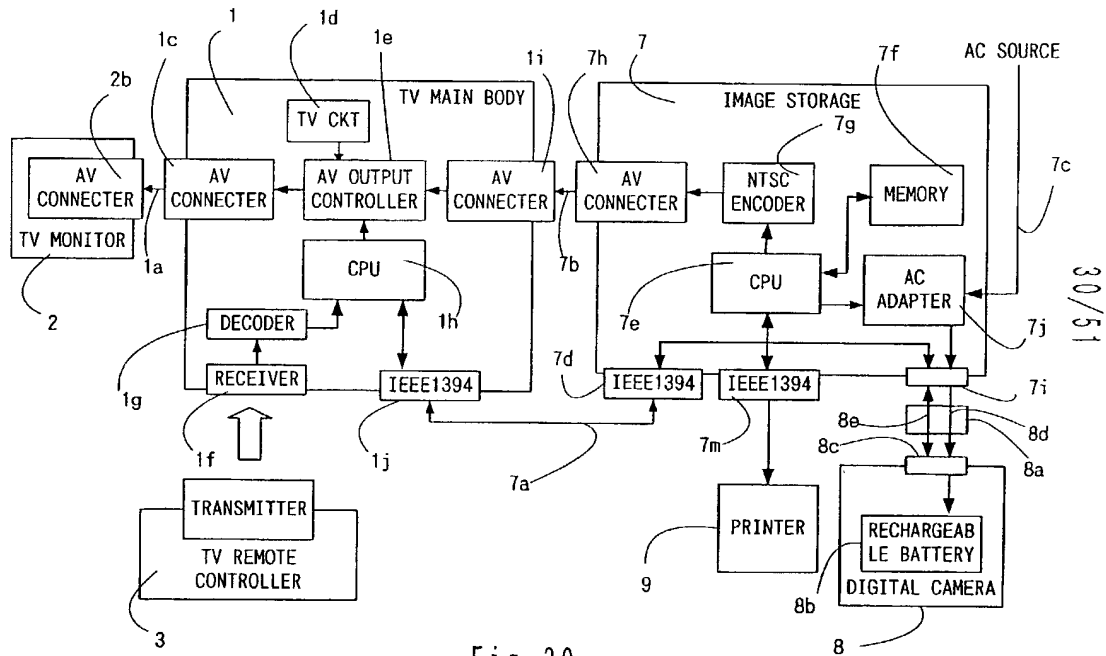 1c
1
1d
1e
1i
7h
7
7f
AC SOURCE
2b
TV MAIN BODY
IMAGE STORAGE
7g
TV CKT
7c
AV
CONNECTER
AV
CONNECTER
AV OUTPUT
CONTROLLER
AV
CONNECTER
AV
CONNECTER
NTSC
ENCODER
MEMORY
TV MONITOR
1a
7b
CPU
CPU
AC
ADAPTER
30/51
2
1h
7e
7j
DECODER
7d
1g
RECEIVER
IEEE1394
IEEE1394
IEEE1394
7i
8e
8d
1f
1j
7a
7m
8c
8a
TRANSMITTER
TV REMOTE
CONTROLLER
PRINTER
RECHARGEAB
LE BATTERY
DIGITAL CAMERA
3
9
8b
8